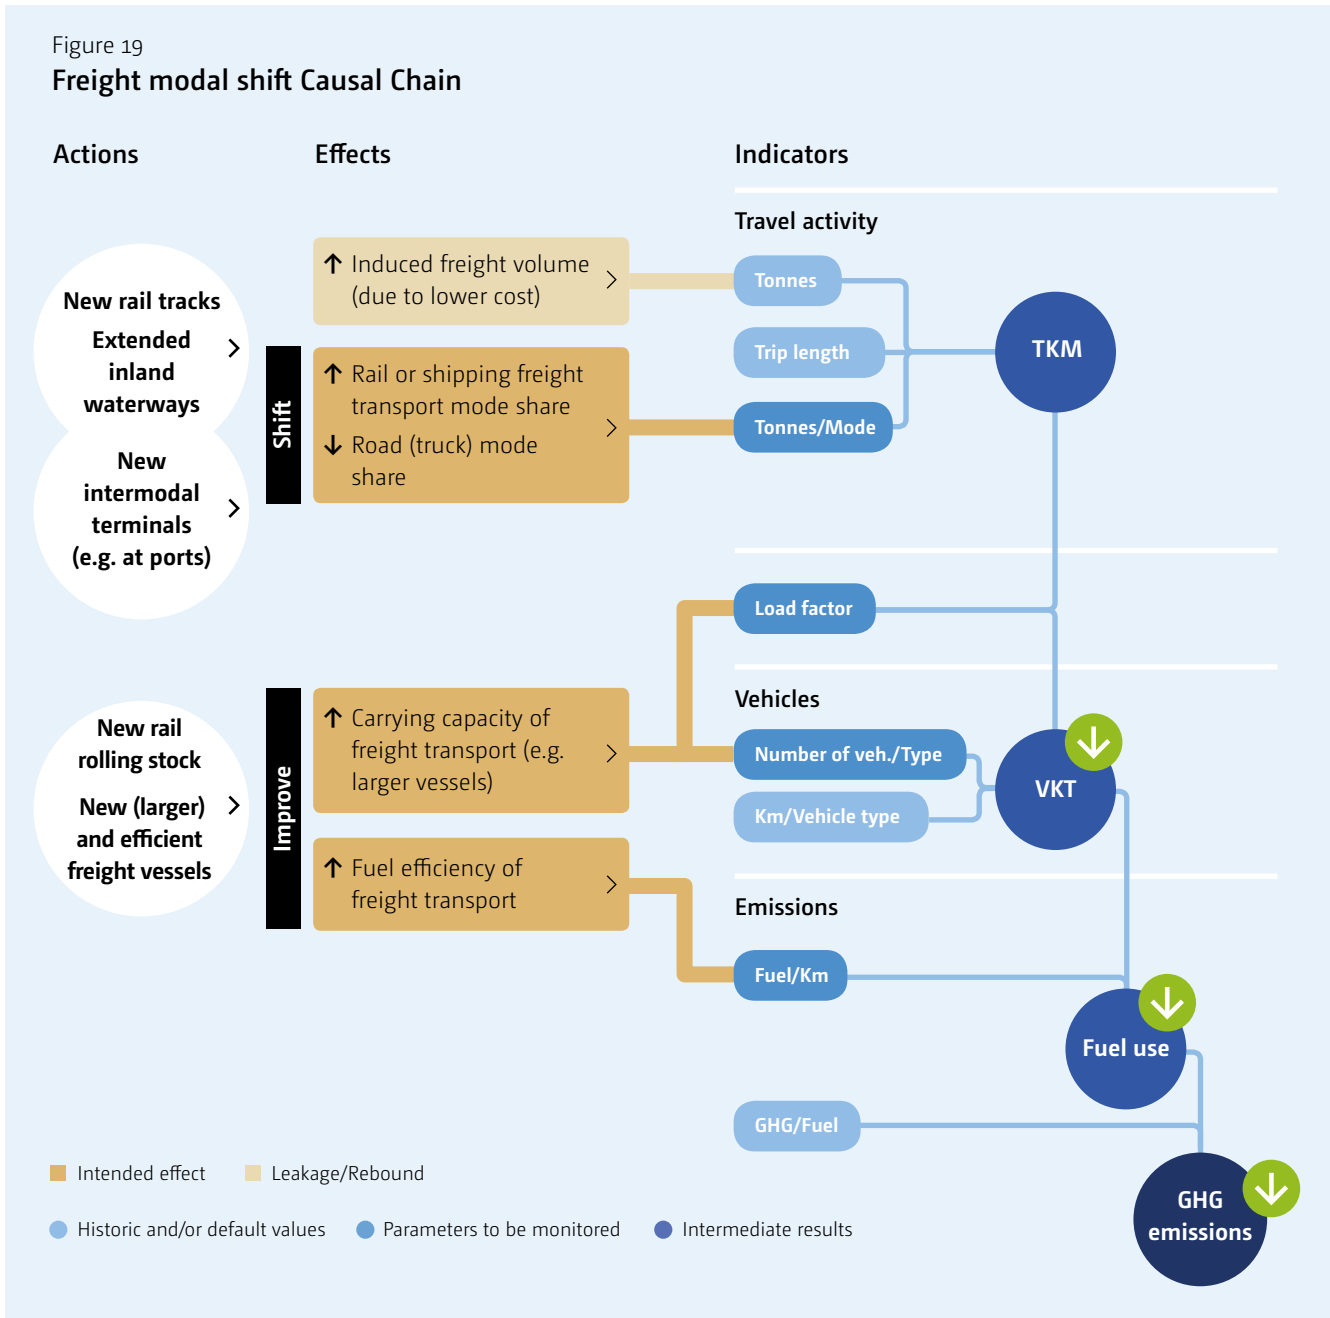 Figure 19
Freight modal shift Causal Chain
Actions
Effects
Indicators
New rail tracks
Extended
inland
waterways
New
intermodal
terminals
(e.g. at ports)
New rail
rolling stock
New (larger)
and efficient
freight vessels
Shift
Improve
↑ Induced freight volume
(due to lower cost)
↑ Rail or shipping freight
transport mode share
↓ Road (truck) mode
share
↑ Carrying capacity of
freight transport (e.g.
larger vessels)
↑ Fuel efficiency of
freight transport
Travel activity
Tonnes
Trip length
Tonnes/Mode
TKM
Load factor
Vehicles
Number of veh./Type
Km/Vehicle type
VKT
Emissions
Fuel/Km
Fuel use
GHG/Fuel
GHG
emissions
Intended effect
Leakage/Rebound
Historic and/or default values
Parameters to be monitored
Intermediate results